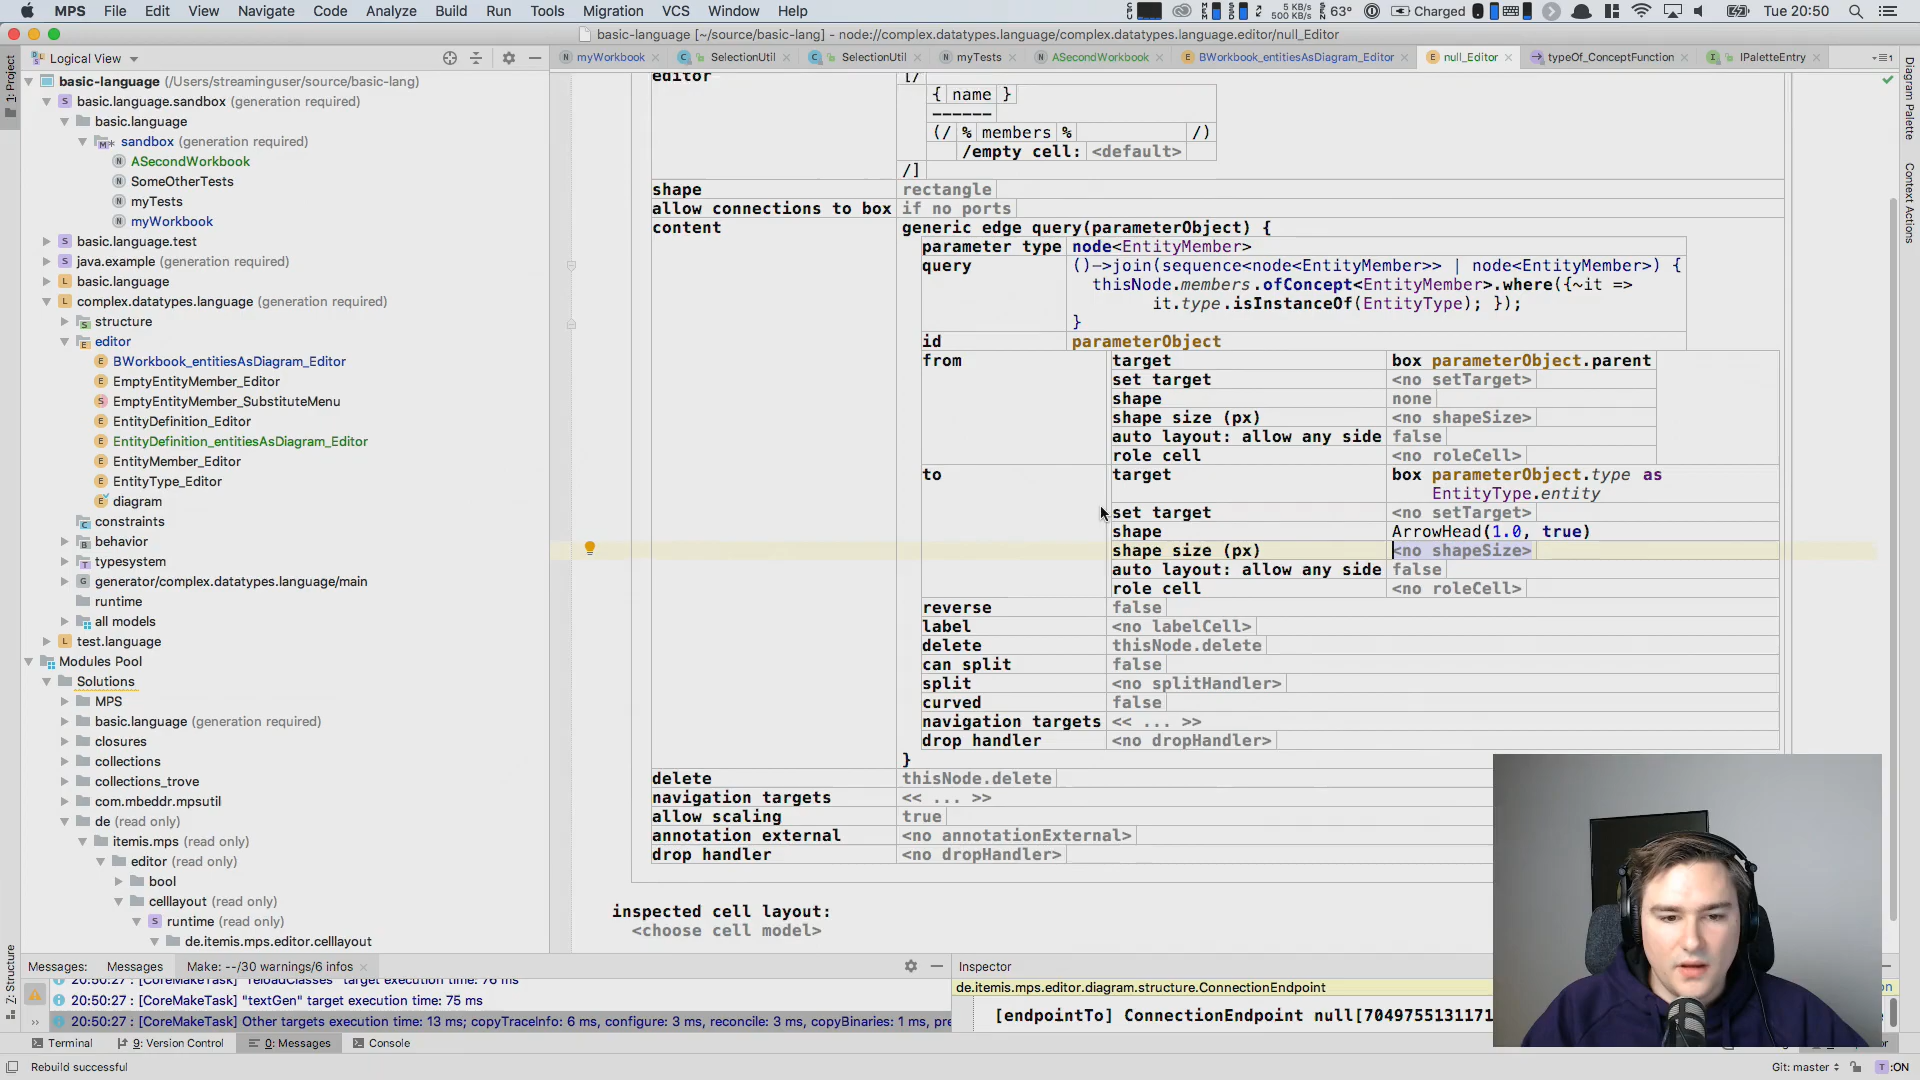 MPS File Edit View Navigate Code Analyze Build Run Tools Migration VCS Window Help
5 KB/s
500 KB/s
63°
Charged
Tue 20:50
basic-language [~/source/basic-lang] - node://complex.datatypes.language/complex.datatypes.language.editor/null_Editor
Logical View
myWorkbook
SelectionUtil
SelectionUtil
myTests
ASecondWorkbook
BWorkbook_entitiesAsDiagram_Editor
null_Editor
typeOf_ConceptFunction
IPaletteEntry
1: Project
Diagram Palette
Context Actions
Z: Structure
basic-language (/Users/streaminguser/source/basic-lang)
basic.language.sandbox (generation required)
basic.language
sandbox (generation required)
ASecondWorkbook
SomeOtherTests
myTests
myWorkbook
basic.language.test
java.example (generation required)
basic.language
complex.datatypes.language (generation required)
structure
editor
BWorkbook_entitiesAsDiagram_Editor
EmptyEntityMember_Editor
EmptyEntityMember_SubstituteMenu
EntityDefinition_Editor
EntityDefinition_entitiesAsDiagram_Editor
EntityMember_Editor
EntityType_Editor
diagram
constraints
behavior
typesystem
generator/complex.datatypes.language/main
runtime
all models
test.language
Modules Pool
Solutions
MPS
basic.language (generation required)
closures
collections
collections_trove
com.mbeddr.mpsutil
de (read only)
itemis.mps (read only)
editor (read only)
bool
celllayout (read only)
runtime (read only)
de.itemis.mps.editor.celllayout
editor [/
{ name }
------
(/ % members % /)
/empty cell: <default>
/]
shape rectangle
allow connections to box if no ports
content generic edge query(parameterObject) {
parameter type node<EntityMember>
query ()->join(sequence<node<EntityMember>> | node<EntityMember>) {
thisNode.members.ofConcept<EntityMember>.where({~it =>
it.type.isInstanceOf(EntityType); });
}
id parameterObject
from target box parameterObject.parent
set target <no setTarget>
shape none
shape size (px) <no shapeSize>
auto layout: allow any side false
role cell <no roleCell>
to target box parameterObject.type as
EntityType.entity
set target <no setTarget>
shape ArrowHead(1.0, true)
shape size (px) <no shapeSize>
auto layout: allow any side false
role cell <no roleCell>
reverse false
label <no labelCell>
delete thisNode.delete
can split false
split <no splitHandler>
curved false
navigation targets << ... >>
drop handler <no dropHandler>
}
delete thisNode.delete
navigation targets << ... >>
allow scaling true
annotation external <no annotationExternal>
drop handler <no dropHandler>
inspected cell layout:
<choose cell model>
Messages: Messages Make: --/30 warnings/6 infos
20:50:27 : [CoreMakeTask] "reloadClasses" target execution time: 76 ms
20:50:27 : [CoreMakeTask] "textGen" target execution time: 75 ms
20:50:27 : [CoreMakeTask] Other targets execution time: 13 ms; copyTraceInfo: 6 ms, configure: 3 ms, reconcile: 3 ms, copyBinaries: 1 ms, pre
Inspector
de.itemis.mps.editor.diagram.structure.ConnectionEndpoint
[endpointTo] ConnectionEndpoint null[7049755131171
Terminal 9: Version Control 0: Messages Console
Rebuild successful
Git: master
T :ON